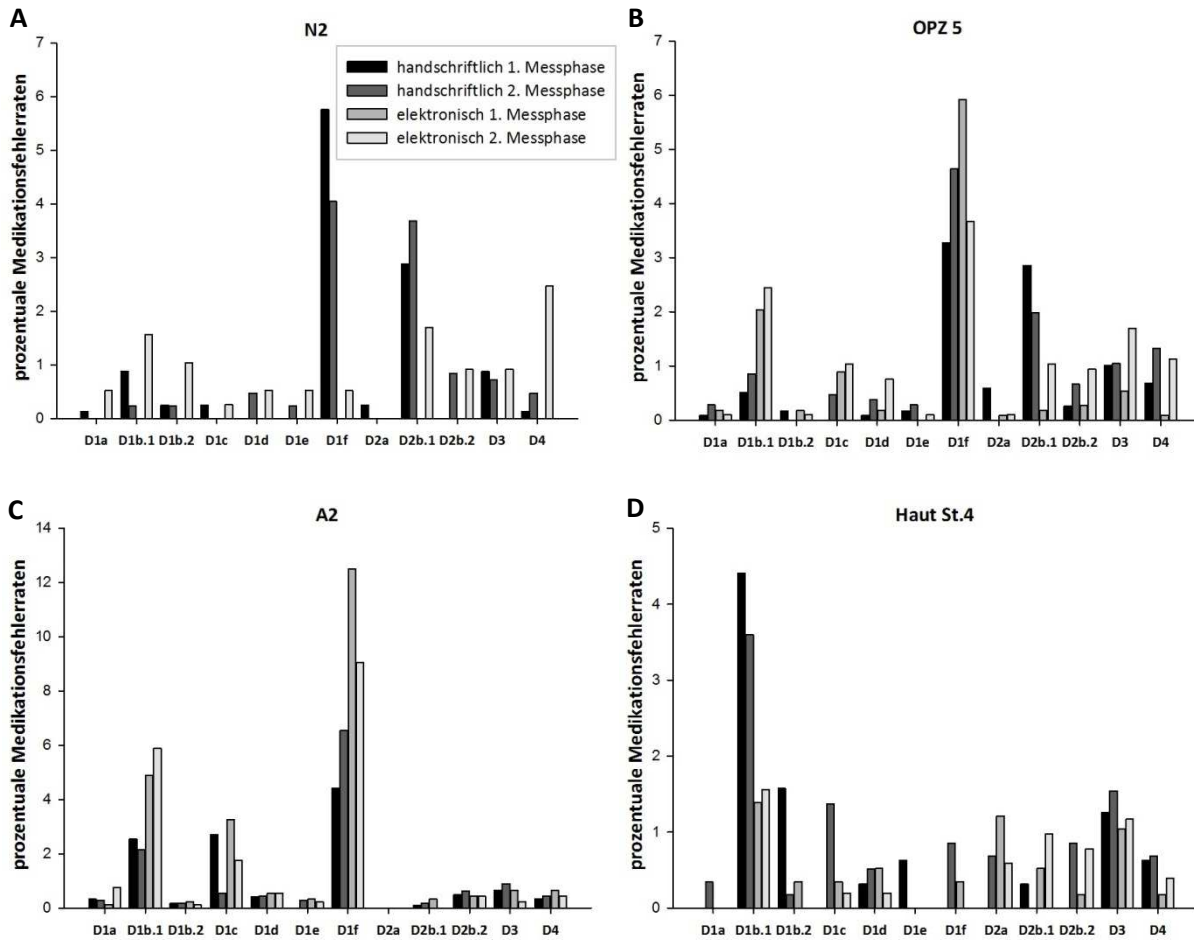 A
N2
prozentuale Medikationsfehlerraten
7
6
5
4
3
2
1
0
handschriftlich 1. Messphase
handschriftlich 2. Messphase
elektronisch 1. Messphase
elektronisch 2. Messphase
D1a D1b.1 D1b.2 D1c D1d D1e D1f D2a D2b.1 D2b.2 D3 D4
B
OPZ 5
prozentuale Medikationsfehlerraten
7
6
5
4
3
2
1
0
D1a D1b.1 D1b.2 D1c D1d D1e D1f D2a D2b.1 D2b.2 D3 D4
C
A2
prozentuale Medikationsfehlerraten
14
12
10
8
6
4
2
0
D1a D1b.1 D1b.2 D1c D1d D1e D1f D2a D2b.1 D2b.2 D3 D4
D
Haut St.4
prozentuale Medikationsfehlerraten
5
4
3
2
1
0
D1a D1b.1 D1b.2 D1c D1d D1e D1f D2a D2b.1 D2b.2 D3 D4